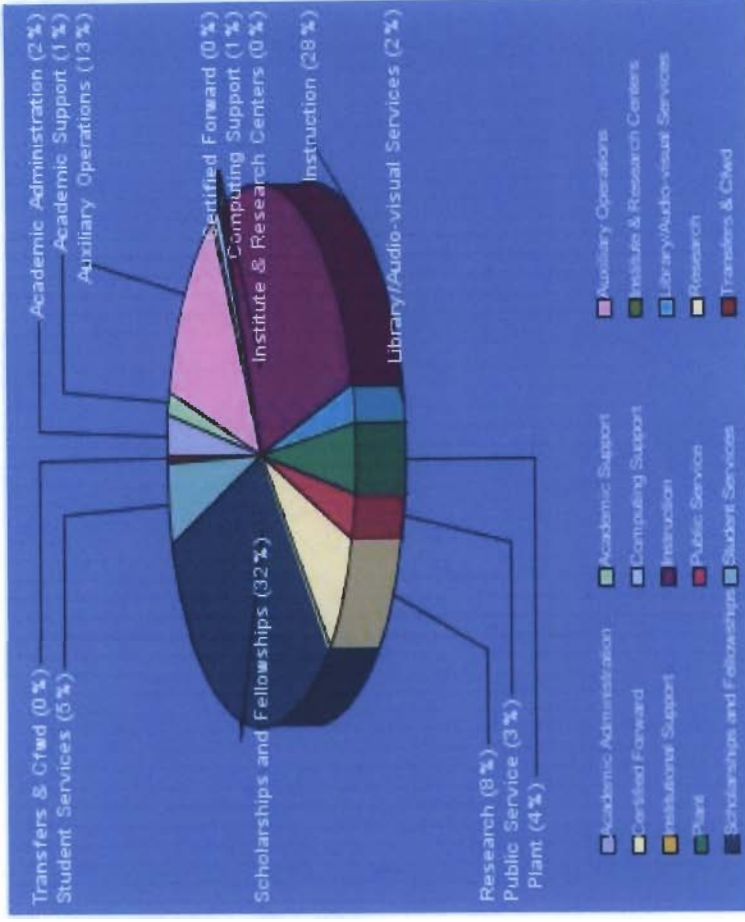 Academic Administration (2%)
Academic Support (1%)
Auxiliary Operations (13%)
Certified Forward (0%)
Computing Support (1%)
Institute & Research Centers (0%)
Instruction (28%)
Library/Audio-visual Services (2%)
Transfers & Cfwd (0%)
Student Services (5%)
Scholarships and Fellowships (32%)
Research (8%)
Public Service (3%)
Plant (4%)
Academic Administration
Academic Support
Auxiliary Operations
Certified Forward
Computing Support
Institute & Research Centers
Institutional Support
Instruction
Library/Audio-visual Services
Plant
Public Service
Research
Scholarships and Fellowships
Student Services
Transfers & Cfwd